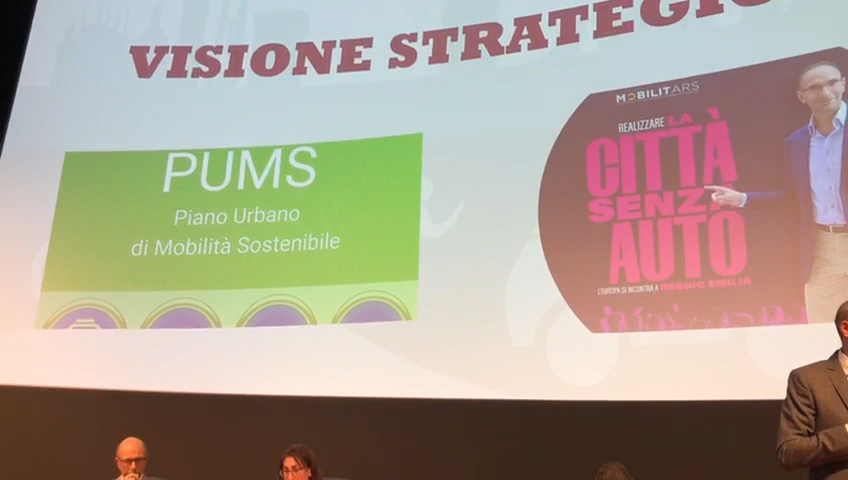 VISIONE STRATEGIC
PUMS
Piano Urbano
di Mobilità Sostenibile
MOBILITARS
REALIZZARE LA
CITTÀ
SENZA
AUTO
L'EUROPA SI INCONTRA A REGGIO EMILIA